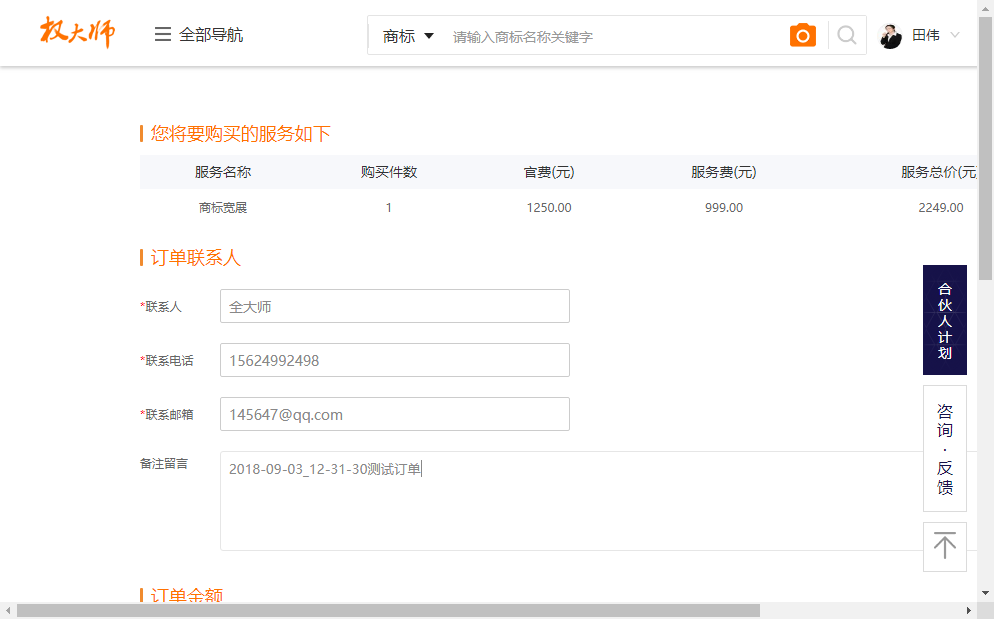 权大师
全部导航
商标
请输入商标名称关键字
田伟
您将要购买的服务如下
服务名称 购买件数 官费(元) 服务费(元) 服务总价(元
商标宽展 1 1250.00 999.00 2249.00
订单联系人
*联系人 全大师
*联系电话 15624992498
*联系邮箱 145647@qq.com
备注留言 2018-09-03_12-31-30测试订单
合伙人计划
咨询·反馈
订单金额